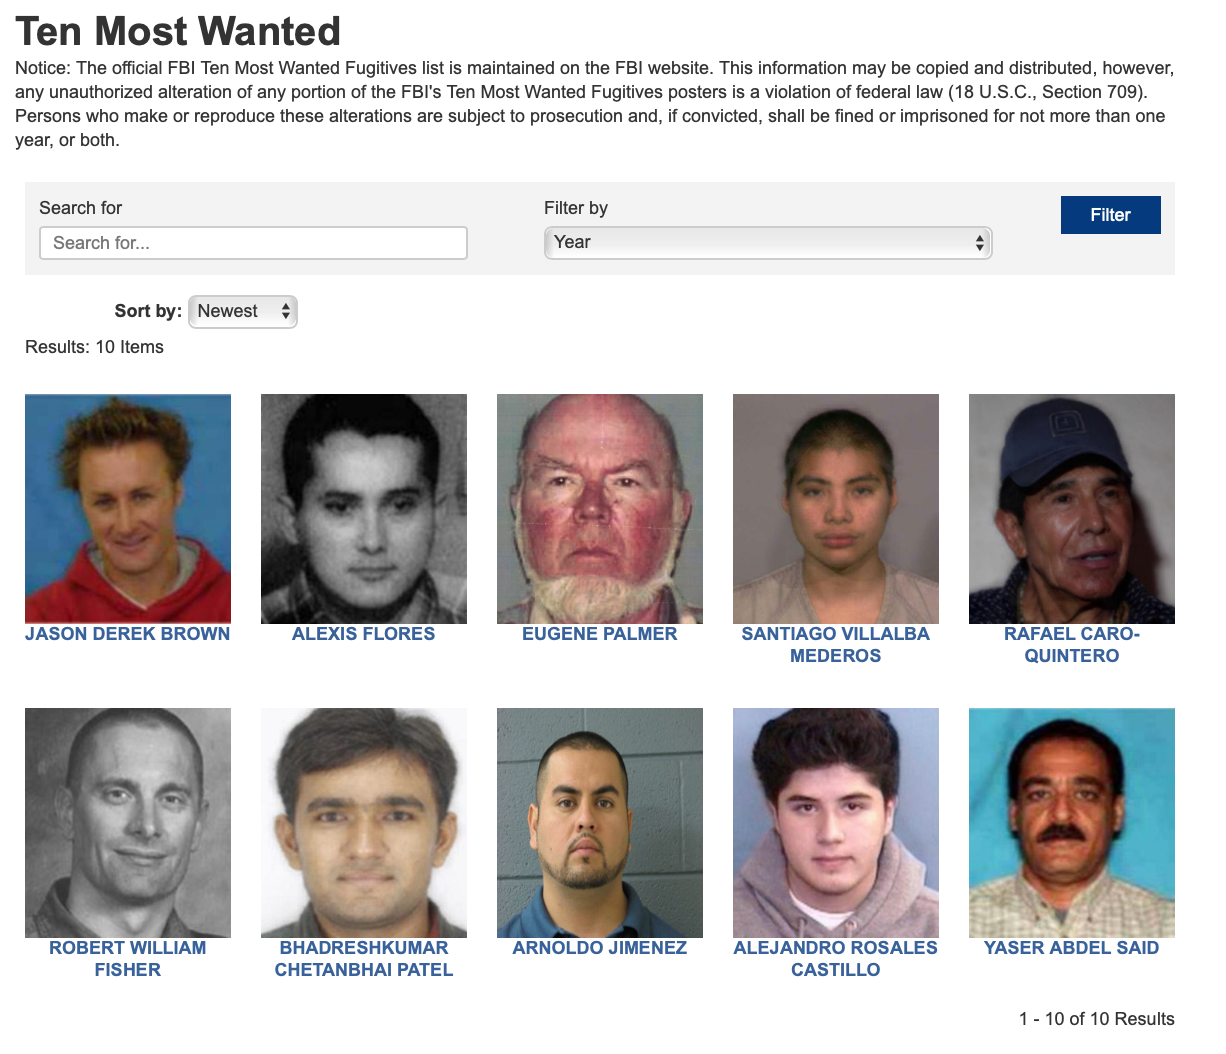 Ten Most Wanted
Notice: The official FBI Ten Most Wanted Fugitives list is maintained on the FBI website. This information may be copied and distributed, however,
any unauthorized alteration of any portion of the FBI's Ten Most Wanted Fugitives posters is a violation of federal law (18 U.S.C., Section 709).
Persons who make or reproduce these alterations are subject to prosecution and, if convicted, shall be fined or imprisoned for not more than one
year, or both.
Search for
Filter by
Filter
Search for...
Year
Sort by: Newest
Results: 10 Items
JASON DEREK BROWN
ALEXIS FLORES
EUGENE PALMER
SANTIAGO VILLALBA
MEDEROS
RAFAEL CARO-
QUINTERO
ROBERT WILLIAM
FISHER
BHADRESHKUMAR
CHETANBHAI PATEL
ARNOLDO JIMENEZ
ALEJANDRO ROSALES
CASTILLO
YASER ABDEL SAID
1 - 10 of 10 Results